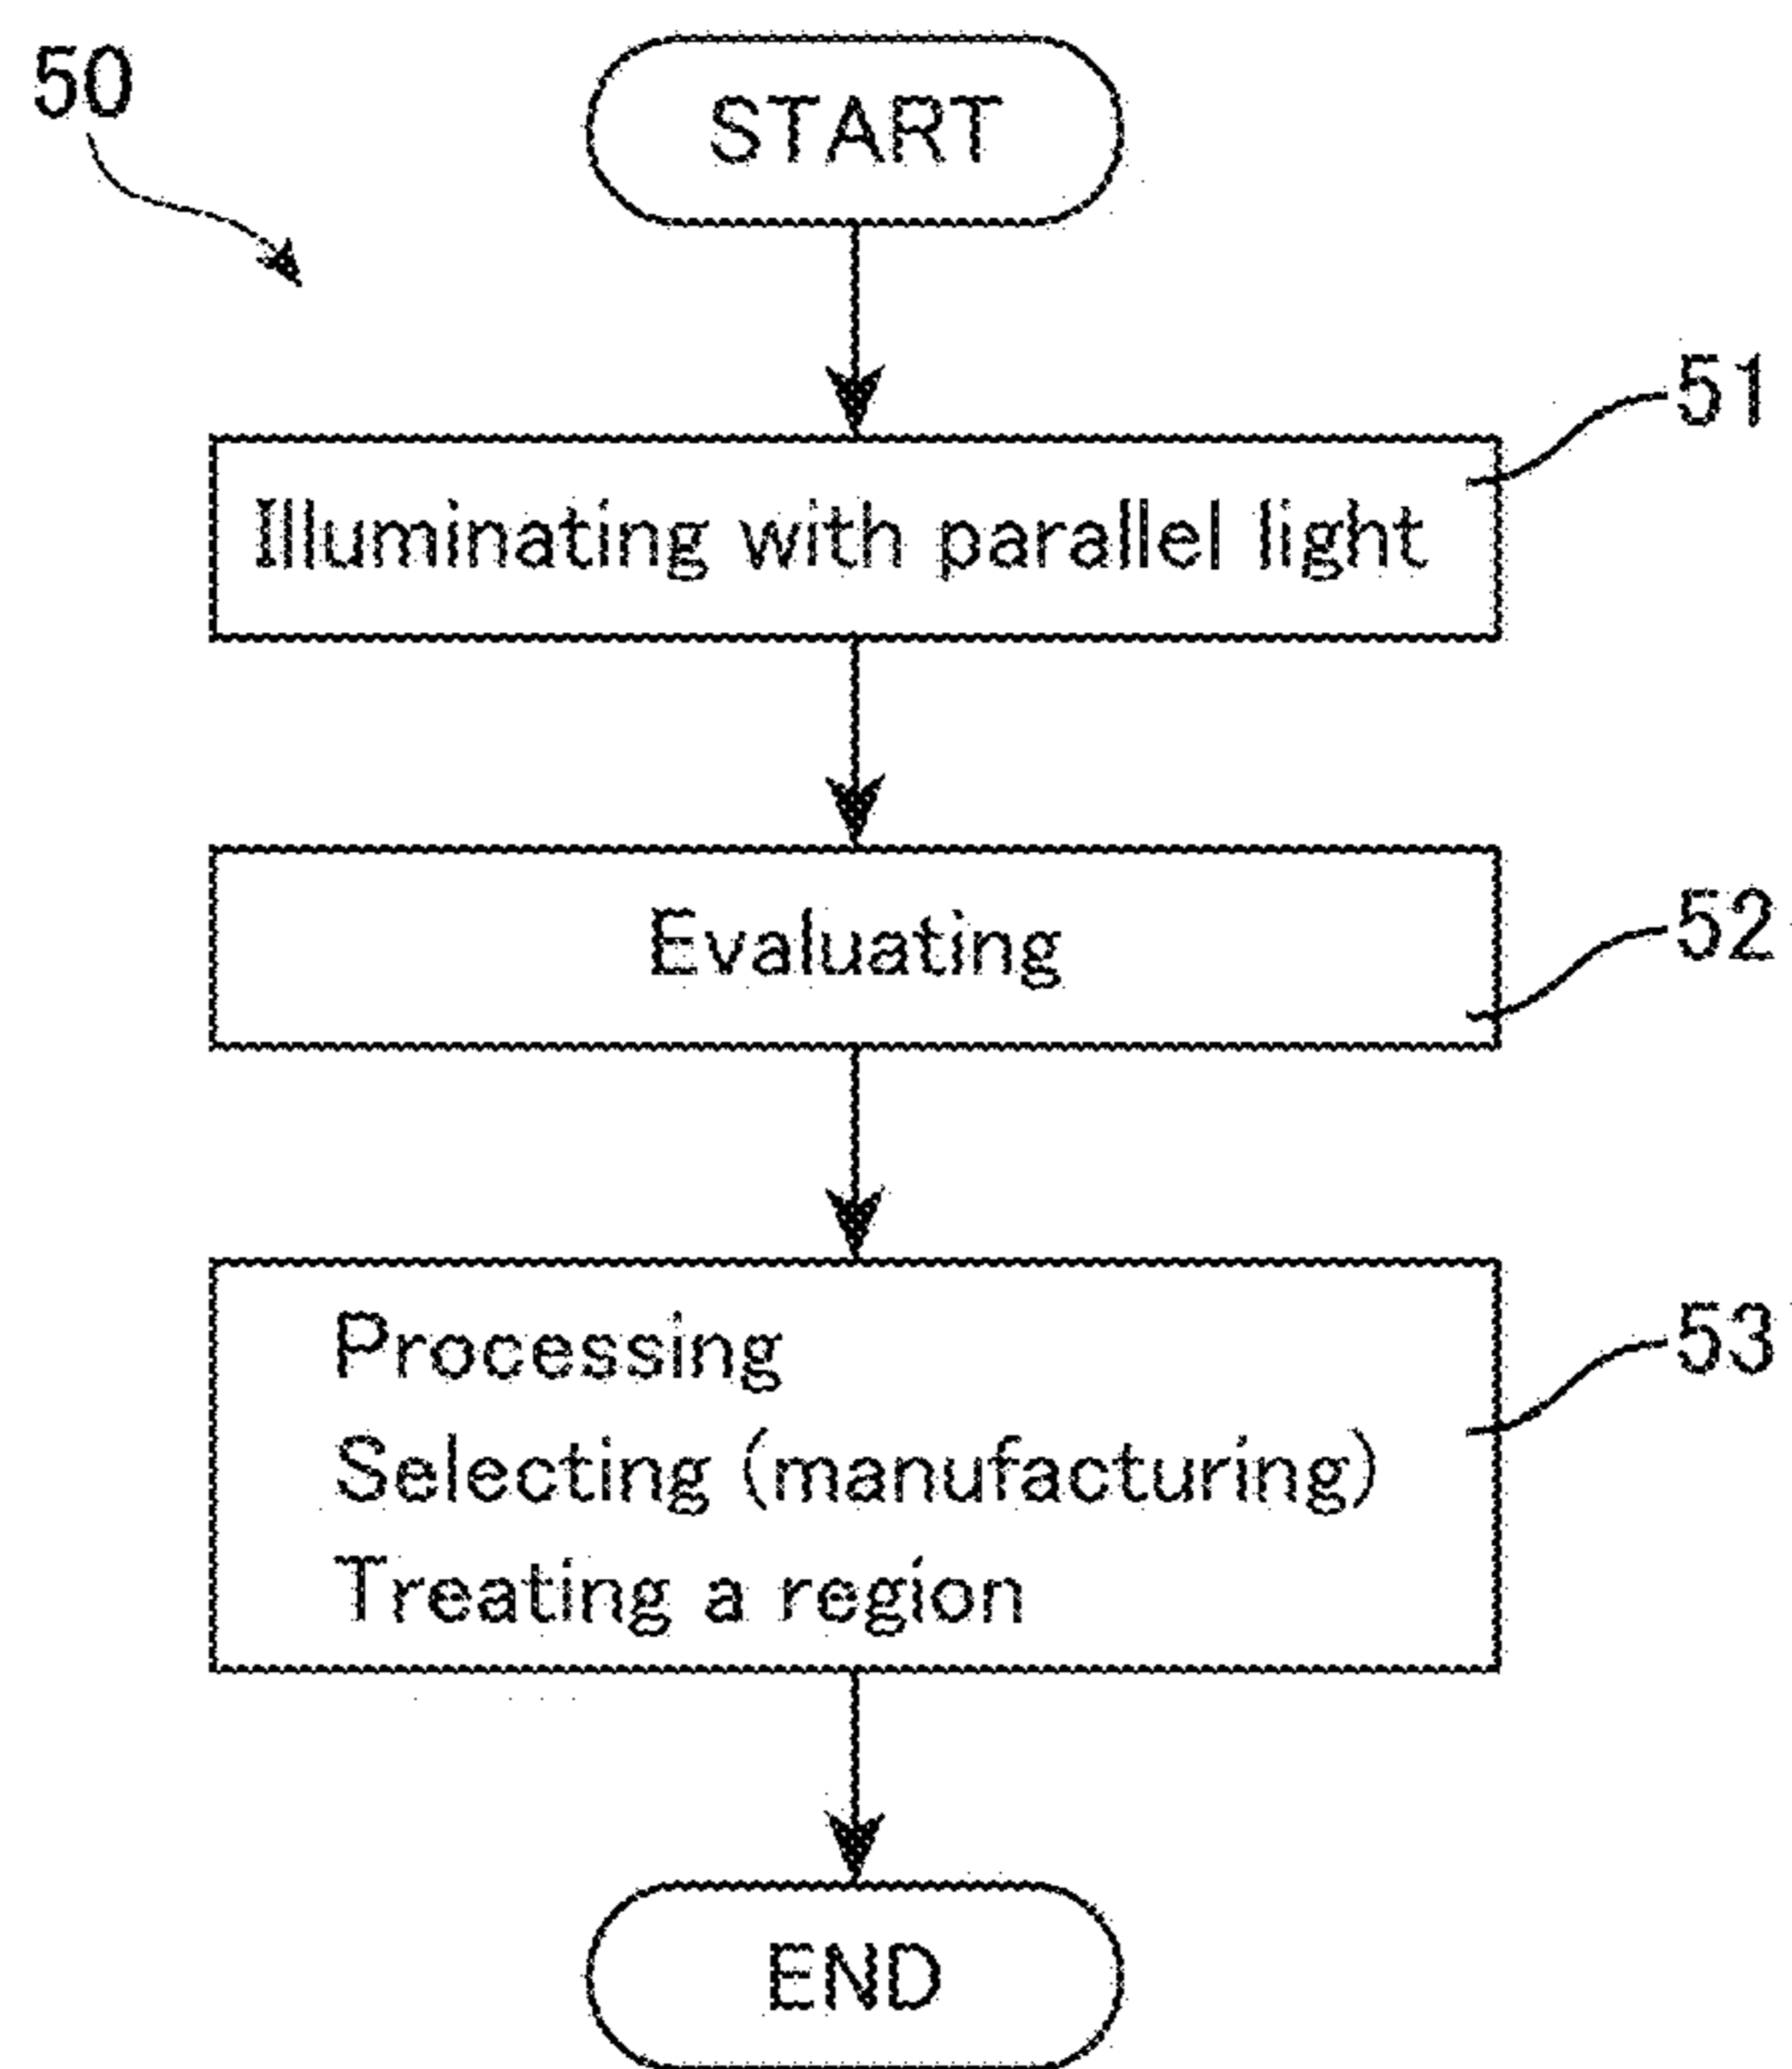 50
START
51
Illuminating with parallel light
52
Evaluating
53
Processing
Selecting (manufacturing)
Treating a region
END